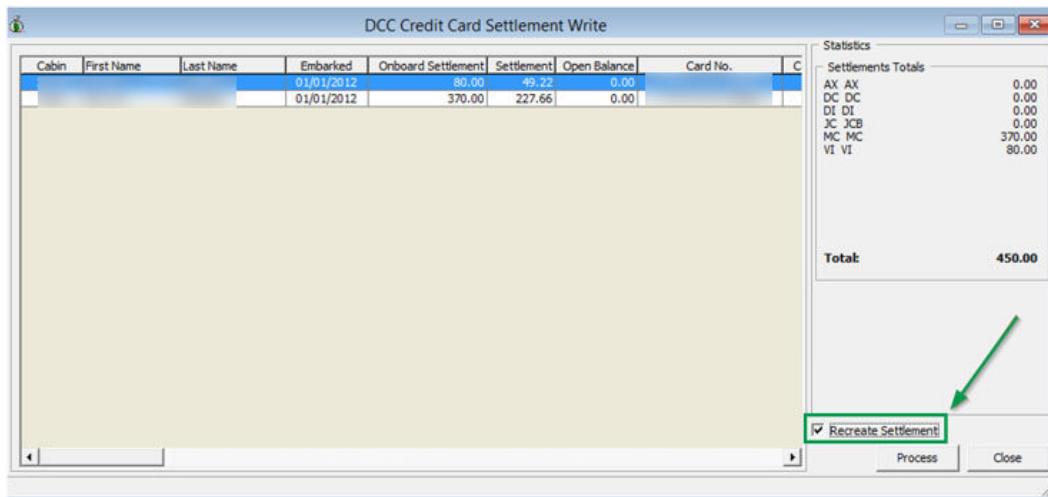 DCC Credit Card Settlement Write
Cabin First Name Last Name Embarked Onboard Settlement Settlement Open Balance Card No. C
01/01/2012 80.00 49.22 0.00
01/01/2012 370.00 227.66 0.00
Statistics
Settlements Totals
AX AX 0.00
DC DC 0.00
DI DI 0.00
JC JCB 0.00
MC MC 370.00
VI VI 80.00
Total: 450.00
Recreate Settlement
Process Close